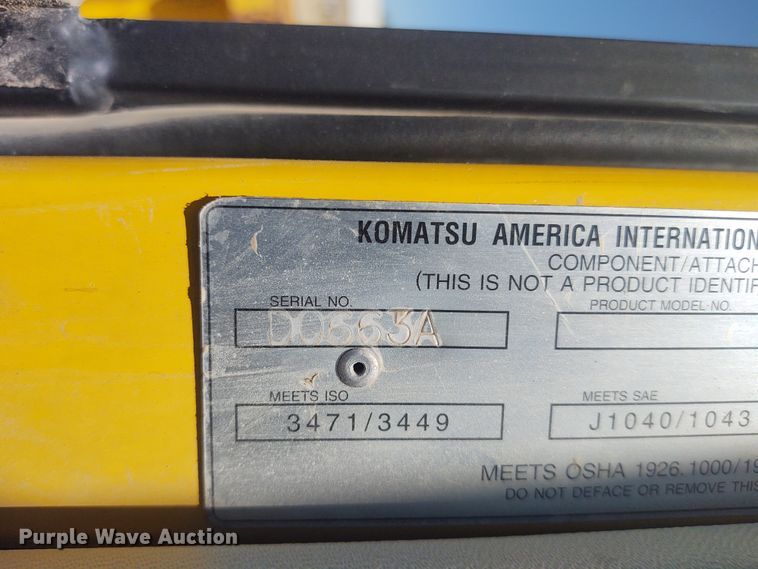 KOMATSU AMERICA INTERNATION
COMPONENT/ATTACH
(THIS IS NOT A PRODUCT IDENTIF
SERIAL NO. PRODUCT MODEL NO.
D0663A
MEETS ISO MEETS SAE
3471/3449 J1040/1043
MEETS OSHA 1926.1000/19
DO NOT DEFACE OR REMOVE THIS
Purple Wave Auction®